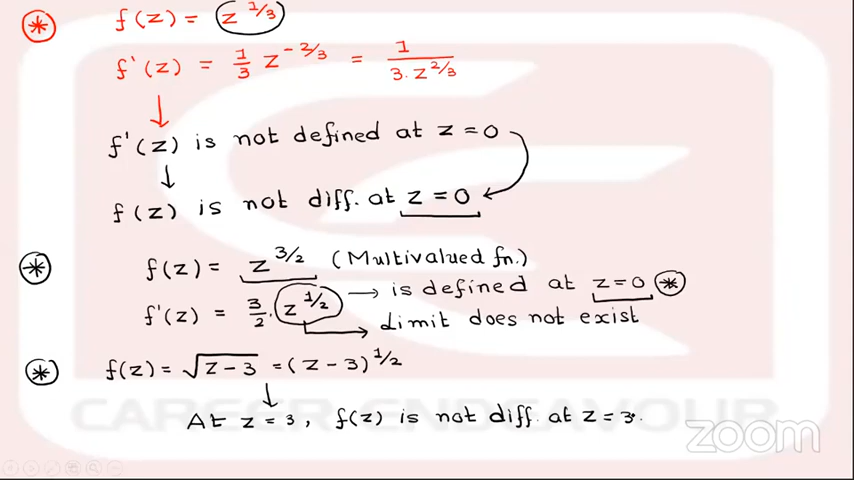 f(z) = z^{1/3}
f'(z) = 1/3 z^{-2/3} = 1/(3.z^{2/3})
f'(z) is not defined at z=0
f(z) is not diff. at z=0
f(z) = z^{3/2} (Multivalued fn.)
f'(z) = 3/2. z^{1/2} → is defined at z=0 *
Limit does not exist
f(z) = √(z-3) = (z-3)^{1/2}
At z=3, f(z) is not diff. at z=3.
CAREER ENDEAVOUR
zoom